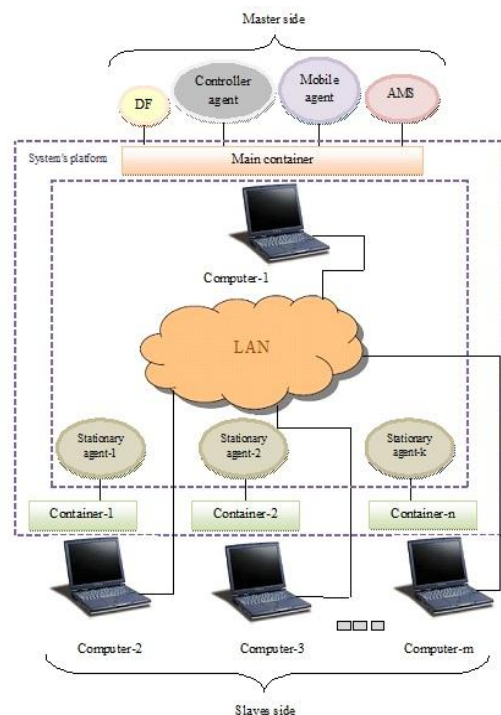 Master side
DF
Controller
agent
Mobile
agent
AMS
System's platform
Main container
Computer-1
LAN
Stationary
agent-1
Stationary
agent-2
Stationary
agent-k
Container-1
Container-2
Container-n
Computer-2
Computer-3
Computer-m
Slaves side